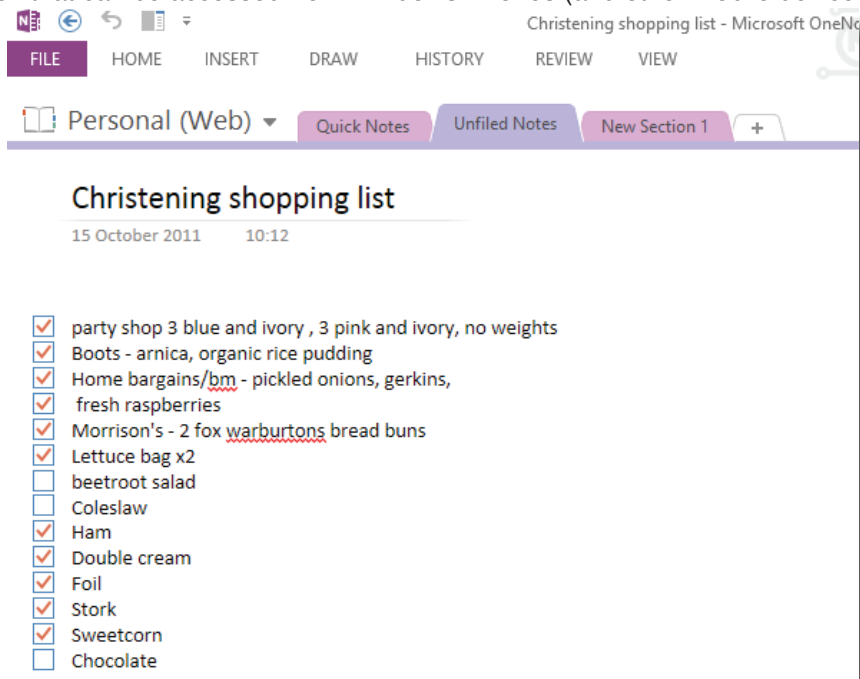 Christening shopping list - Microsoft OneNo
FILE HOME INSERT DRAW HISTORY REVIEW VIEW
Personal (Web) Quick Notes Unfiled Notes New Section 1 +
Christening shopping list
15 October 2011 10:12
party shop 3 blue and ivory , 3 pink and ivory, no weights
Boots - arnica, organic rice pudding
Home bargains/bm - pickled onions, gerkins,
fresh raspberries
Morrison's - 2 fox warburtons bread buns
Lettuce bag x2
beetroot salad
Coleslaw
Ham
Double cream
Foil
Stork
Sweetcorn
Chocolate